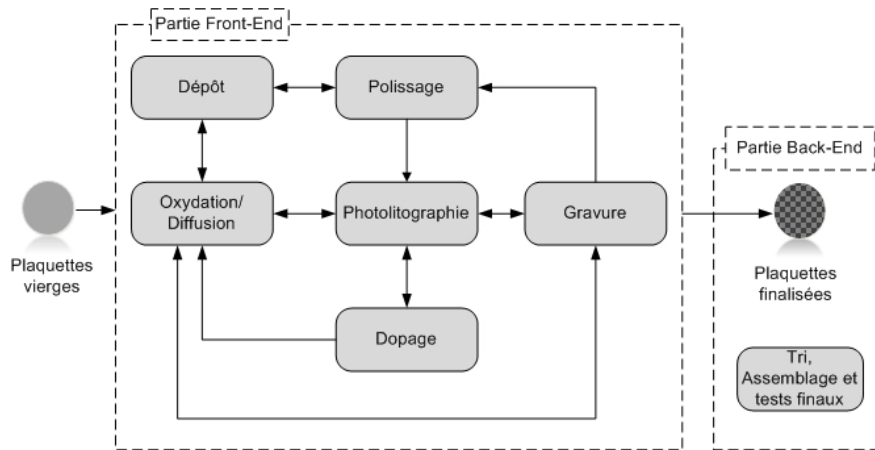 Partie Front-End
Dépôt
Polissage
Partie Back-End
Oxydation/
Diffusion
Photolitographie
Gravure
Plaquettes
vierges
Plaquettes
finalisées
Dopage
Tri,
Assemblage et
tests finaux